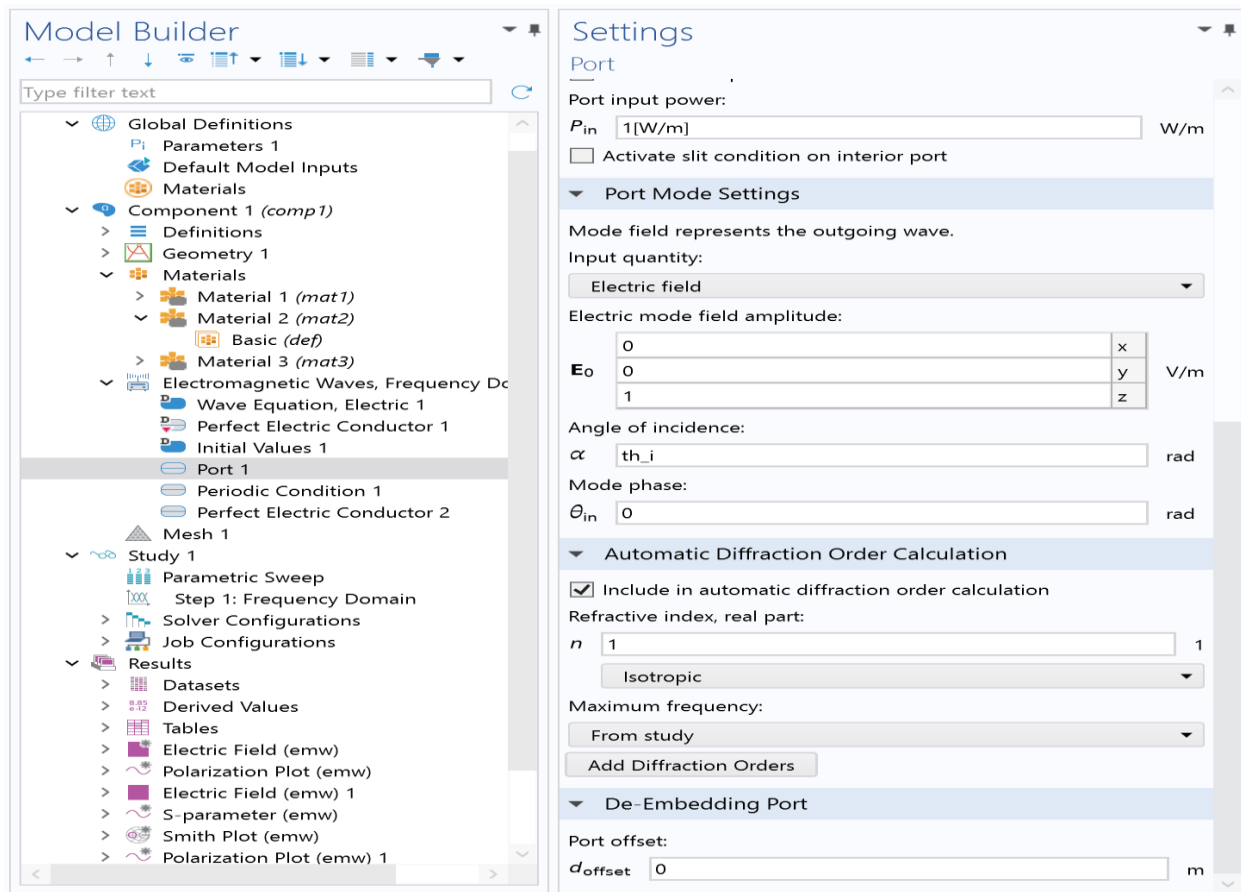 Model Builder
Type filter text
Global Definitions
Pi Parameters 1
Default Model Inputs
Materials
Component 1 (comp1)
Definitions
Geometry 1
Materials
Material 1 (mat1)
Material 2 (mat2)
Basic (def)
Material 3 (mat3)
Electromagnetic Waves, Frequency Do
D Wave Equation, Electric 1
D Perfect Electric Conductor 1
D Initial Values 1
Port 1
Periodic Condition 1
Perfect Electric Conductor 2
Mesh 1
Study 1
Parametric Sweep
Step 1: Frequency Domain
Solver Configurations
Job Configurations
Results
Datasets
8.85 e-12 Derived Values
Tables
Electric Field (emw)
Polarization Plot (emw)
Electric Field (emw) 1
S-parameter (emw)
Smith Plot (emw)
Polarization Plot (emw) 1
Settings
Port
Port input power:
Pin 1[W/m] W/m
Activate slit condition on interior port
Port Mode Settings
Mode field represents the outgoing wave.
Input quantity:
Electric field
Electric mode field amplitude:
0 x
E0 0 y V/m
1 z
Angle of incidence:
α th_i rad
Mode phase:
θin 0 rad
Automatic Diffraction Order Calculation
Include in automatic diffraction order calculation
Refractive index, real part:
n 1 1
Isotropic
Maximum frequency:
From study
Add Diffraction Orders
De-Embedding Port
Port offset:
doffset 0 m